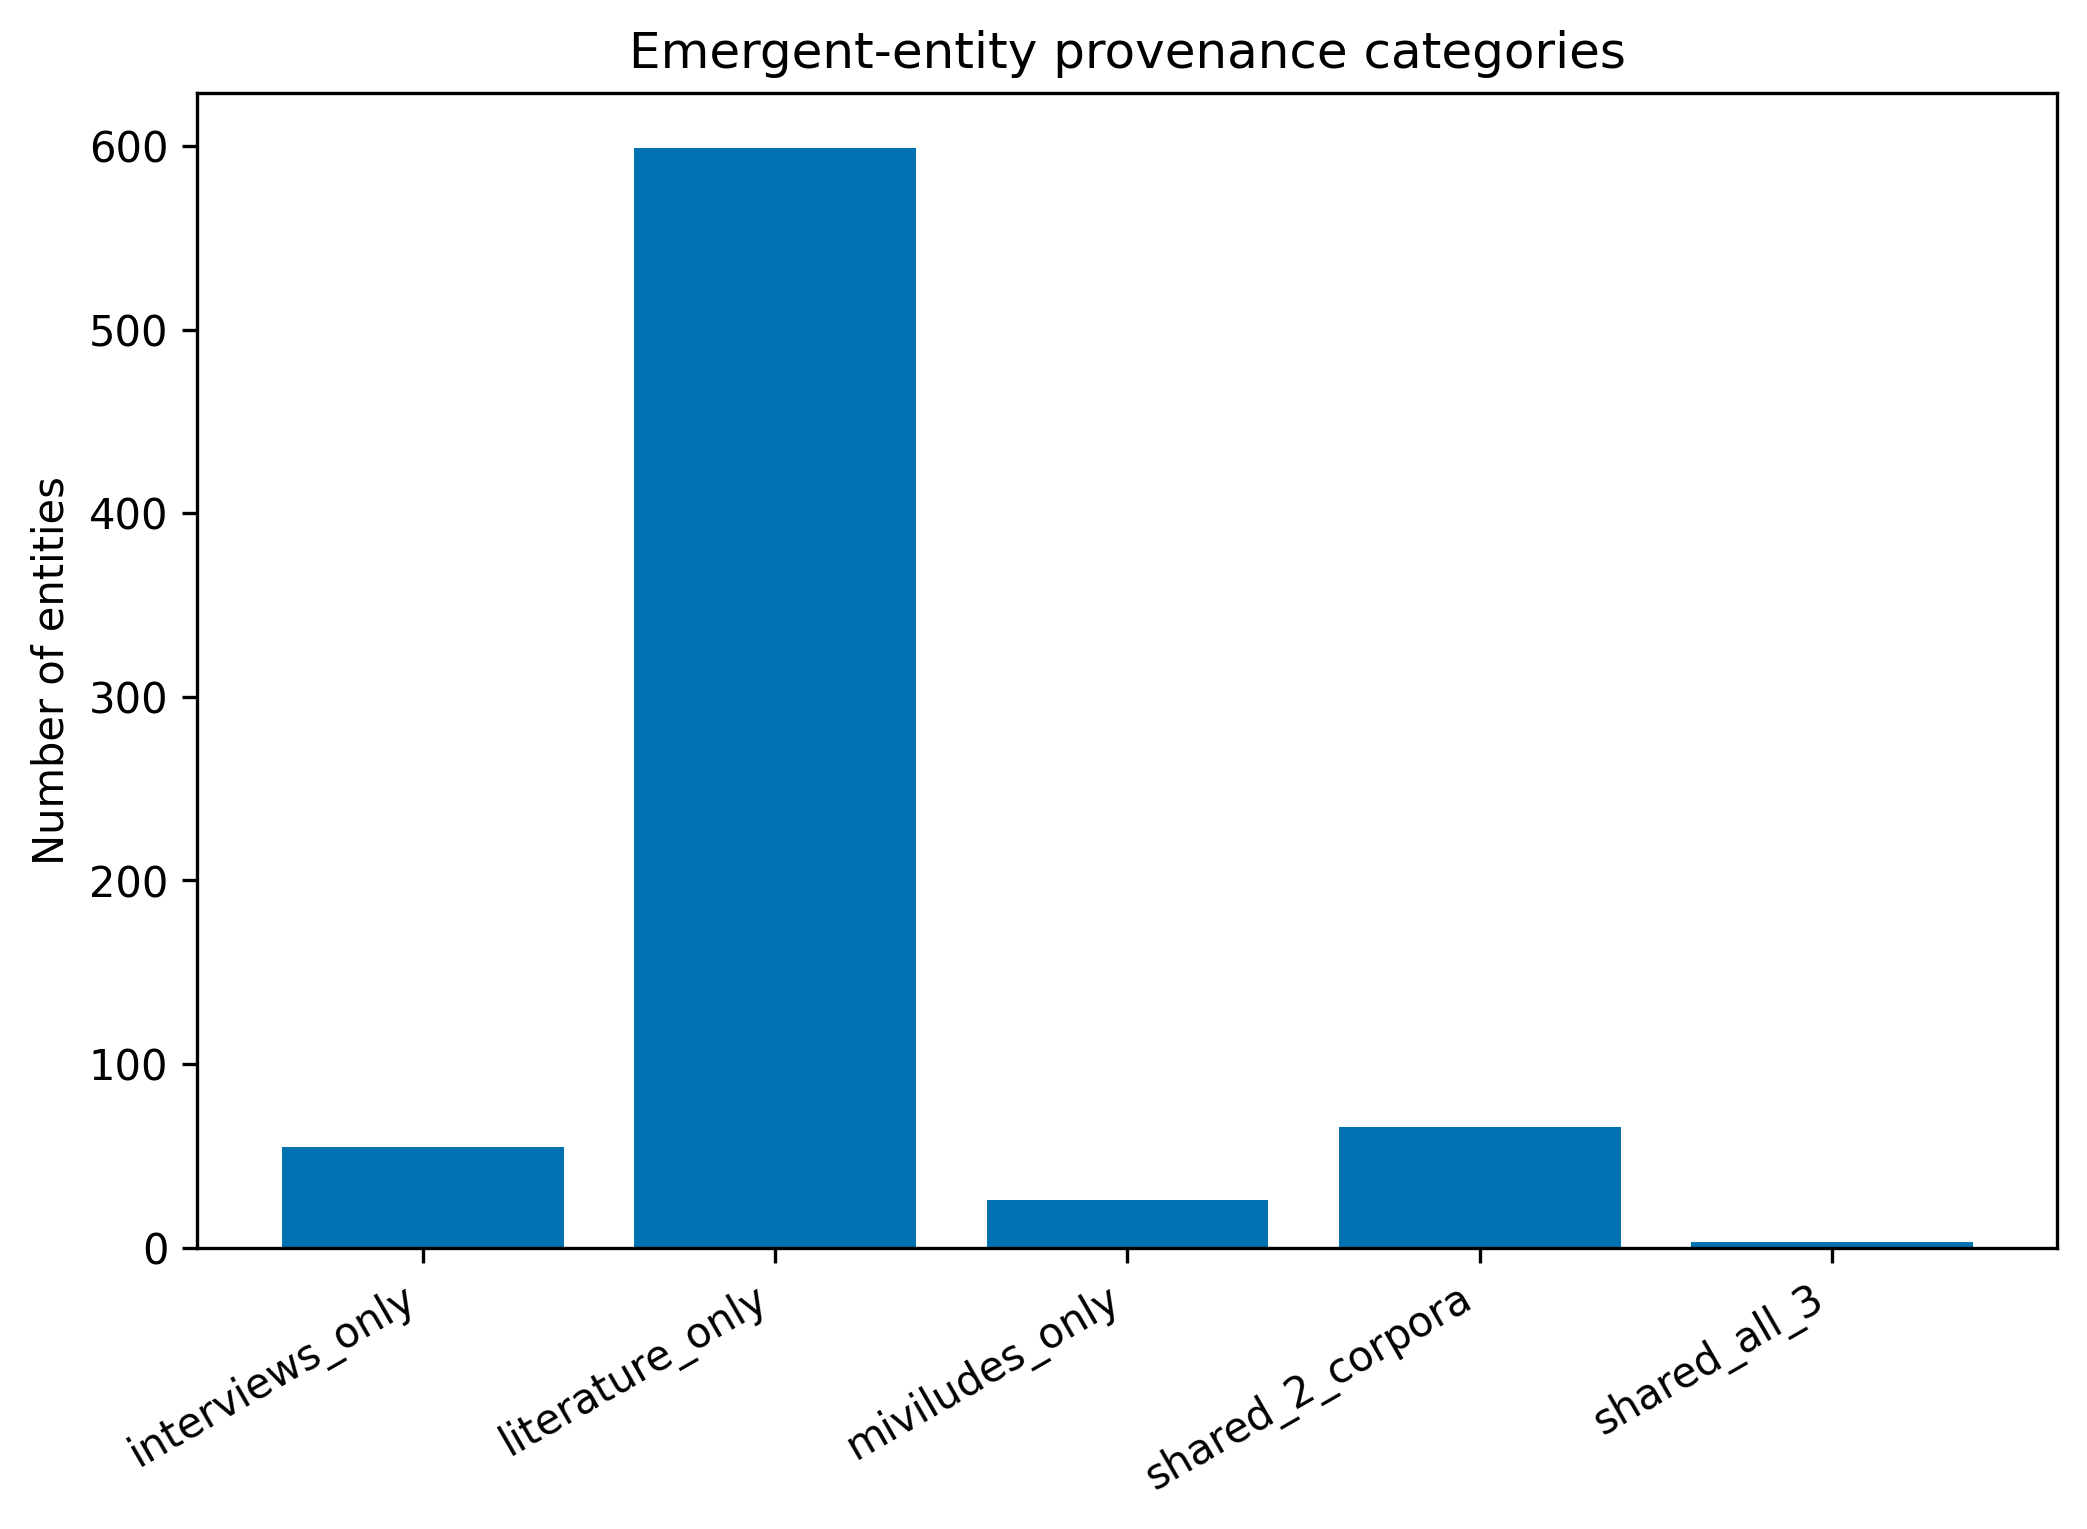 Emergent-entity provenance categories
Number of entities
600
500
400
300
200
100
0
interviews_only
literature_only
miviludes_only
shared_2_corpora
shared_all_3